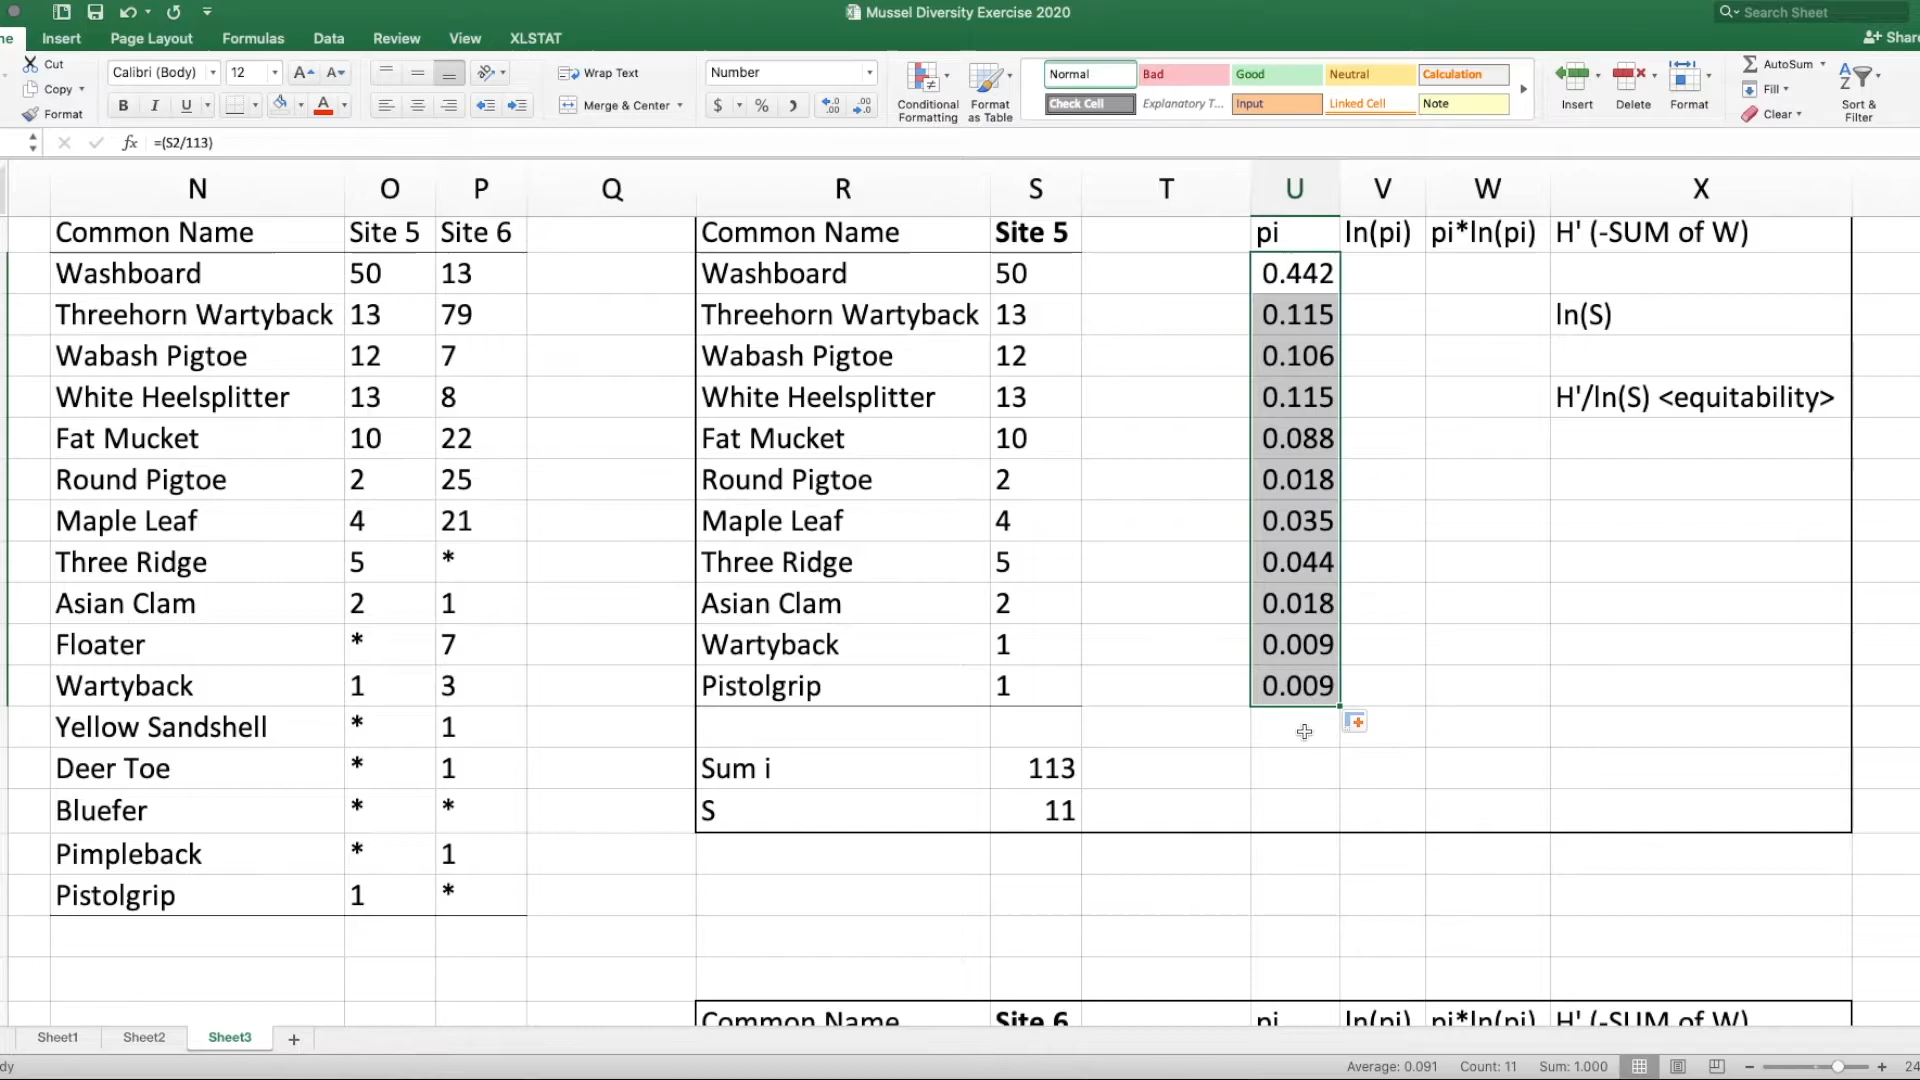 Mussel Diversity Exercise 2020
Search Sheet
ne Insert Page Layout Formulas Data Review View XLSTAT
Share
Cut
Copy
Format
Calibri (Body) 12
B I U
Wrap Text
Merge & Center
Number
$ %
Conditional Formatting
Format as Table
Normal Bad Good Neutral Calculation
Check Cell Explanatory T... Input Linked Cell Note
Insert Delete Format
AutoSum
Fill
Clear
Sort & Filter
fx =(S2/113)
N O P Q R S T U V W X
Common Name Site 5 Site 6 Common Name Site 5 pi ln(pi) pi*ln(pi) H' (-SUM of W)
Washboard 50 13 Washboard 50 0.442
Threehorn Wartyback 13 79 Threehorn Wartyback 13 0.115 ln(S)
Wabash Pigtoe 12 7 Wabash Pigtoe 12 0.106
White Heelsplitter 13 8 White Heelsplitter 13 0.115 H'/ln(S) <equitability>
Fat Mucket 10 22 Fat Mucket 10 0.088
Round Pigtoe 2 25 Round Pigtoe 2 0.018
Maple Leaf 4 21 Maple Leaf 4 0.035
Three Ridge 5 * Three Ridge 5 0.044
Asian Clam 2 1 Asian Clam 2 0.018
Floater * 7 Wartyback 1 0.009
Wartyback 1 3 Pistolgrip 1 0.009
Yellow Sandshell * 1
Deer Toe * 1 Sum i 113
Bluefer * * S 11
Pimpleback * 1
Pistolgrip 1 *
Common Name Site 6 pi ln(pi) pi*ln(pi) H' (-SUM of W)
Sheet1 Sheet2 Sheet3 +
dy Average: 0.091 Count: 11 Sum: 1.000 − + 24